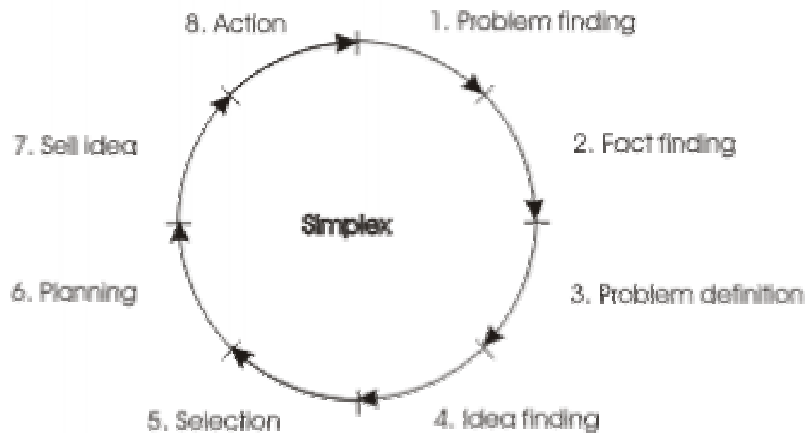 8. Action
1. Problem finding
7. Sell idea
2. Fact finding
Simplex
6. Planning
3. Problem definition
5. Selection
4. Idea finding